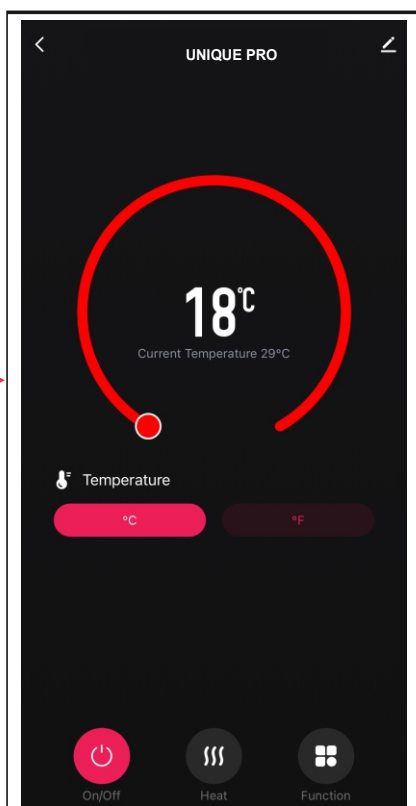 UNIQUE PRO
18°C
Current Temperature 29°C
Temperature
°C °F
On/Off Heat Function